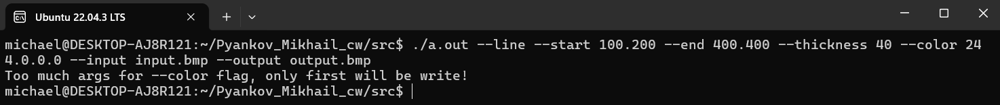 Ubuntu 22.04.3 LTS
michael@DESKTOP-AJ8R121:~/Pyankov_Mikhail_cw/src$ ./a.out --line --start 100.200 --end 400.400 --thickness 40 --color 24
4.0.0.0 --input input.bmp --output output.bmp
Too much args for --color flag, only first will be write!
michael@DESKTOP-AJ8R121:~/Pyankov_Mikhail_cw/src$